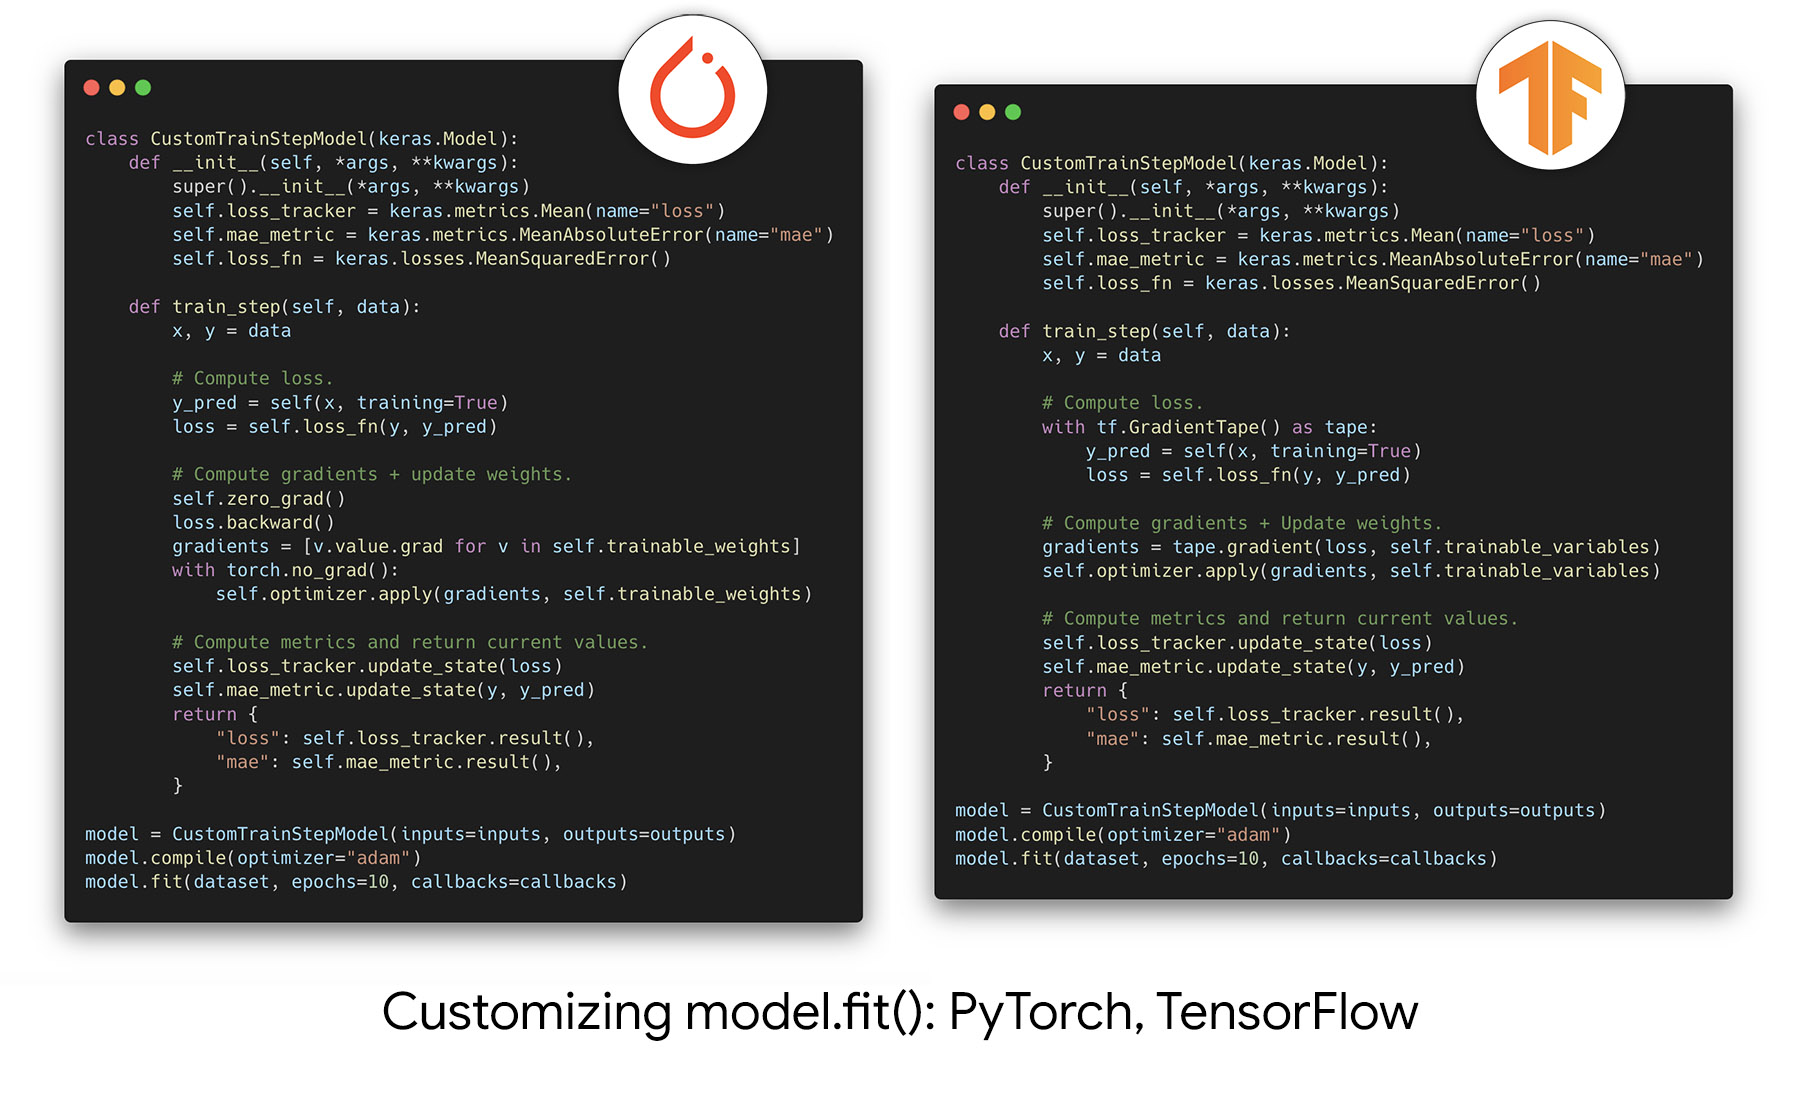 class CustomTrainStepModel(keras.Model):
    def __init__(self, *args, **kwargs):
        super().__init__(*args, **kwargs)
        self.loss_tracker = keras.metrics.Mean(name="loss")
        self.mae_metric = keras.metrics.MeanAbsoluteError(name="mae")
        self.loss_fn = keras.losses.MeanSquaredError()

    def train_step(self, data):
        x, y = data

        # Compute loss.
        y_pred = self(x, training=True)
        loss = self.loss_fn(y, y_pred)

        # Compute gradients + update weights.
        self.zero_grad()
        loss.backward()
        gradients = [v.value.grad for v in self.trainable_weights]
        with torch.no_grad():
            self.optimizer.apply(gradients, self.trainable_weights)

        # Compute metrics and return current values.
        self.loss_tracker.update_state(loss)
        self.mae_metric.update_state(y, y_pred)
        return {
            "loss": self.loss_tracker.result(),
            "mae": self.mae_metric.result(),
        }

model = CustomTrainStepModel(inputs=inputs, outputs=outputs)
model.compile(optimizer="adam")
model.fit(dataset, epochs=10, callbacks=callbacks)

class CustomTrainStepModel(keras.Model):
    def __init__(self, *args, **kwargs):
        super().__init__(*args, **kwargs)
        self.loss_tracker = keras.metrics.Mean(name="loss")
        self.mae_metric = keras.metrics.MeanAbsoluteError(name="mae")
        self.loss_fn = keras.losses.MeanSquaredError()

    def train_step(self, data):
        x, y = data

        # Compute loss.
        with tf.GradientTape() as tape:
            y_pred = self(x, training=True)
            loss = self.loss_fn(y, y_pred)

        # Compute gradients + Update weights.
        gradients = tape.gradient(loss, self.trainable_variables)
        self.optimizer.apply(gradients, self.trainable_variables)

        # Compute metrics and return current values.
        self.loss_tracker.update_state(loss)
        self.mae_metric.update_state(y, y_pred)
        return {
            "loss": self.loss_tracker.result(),
            "mae": self.mae_metric.result(),
        }

model = CustomTrainStepModel(inputs=inputs, outputs=outputs)
model.compile(optimizer="adam")
model.fit(dataset, epochs=10, callbacks=callbacks)

Customizing model.fit(): PyTorch, TensorFlow